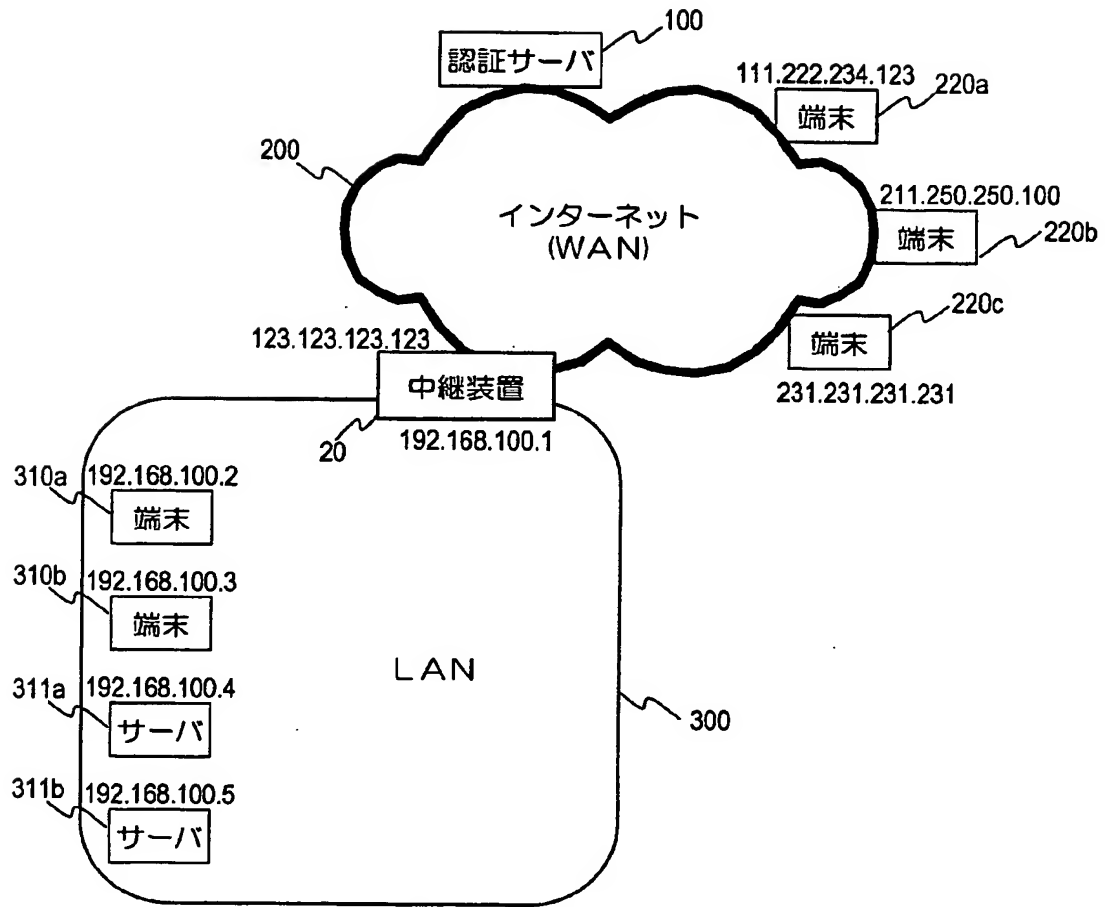 100
認証サーバ
111.222.234.123
220a
端末
200
211.250.250.100
インターネット
(WAN)
端末
220b
220c
123.123.123.123
端末
中継装置
231.231.231.231
20
192.168.100.1
310a
192.168.100.2
端末
310b
192.168.100.3
端末
LAN
311a
192.168.100.4
サーバ
300
311b
192.168.100.5
サーバ